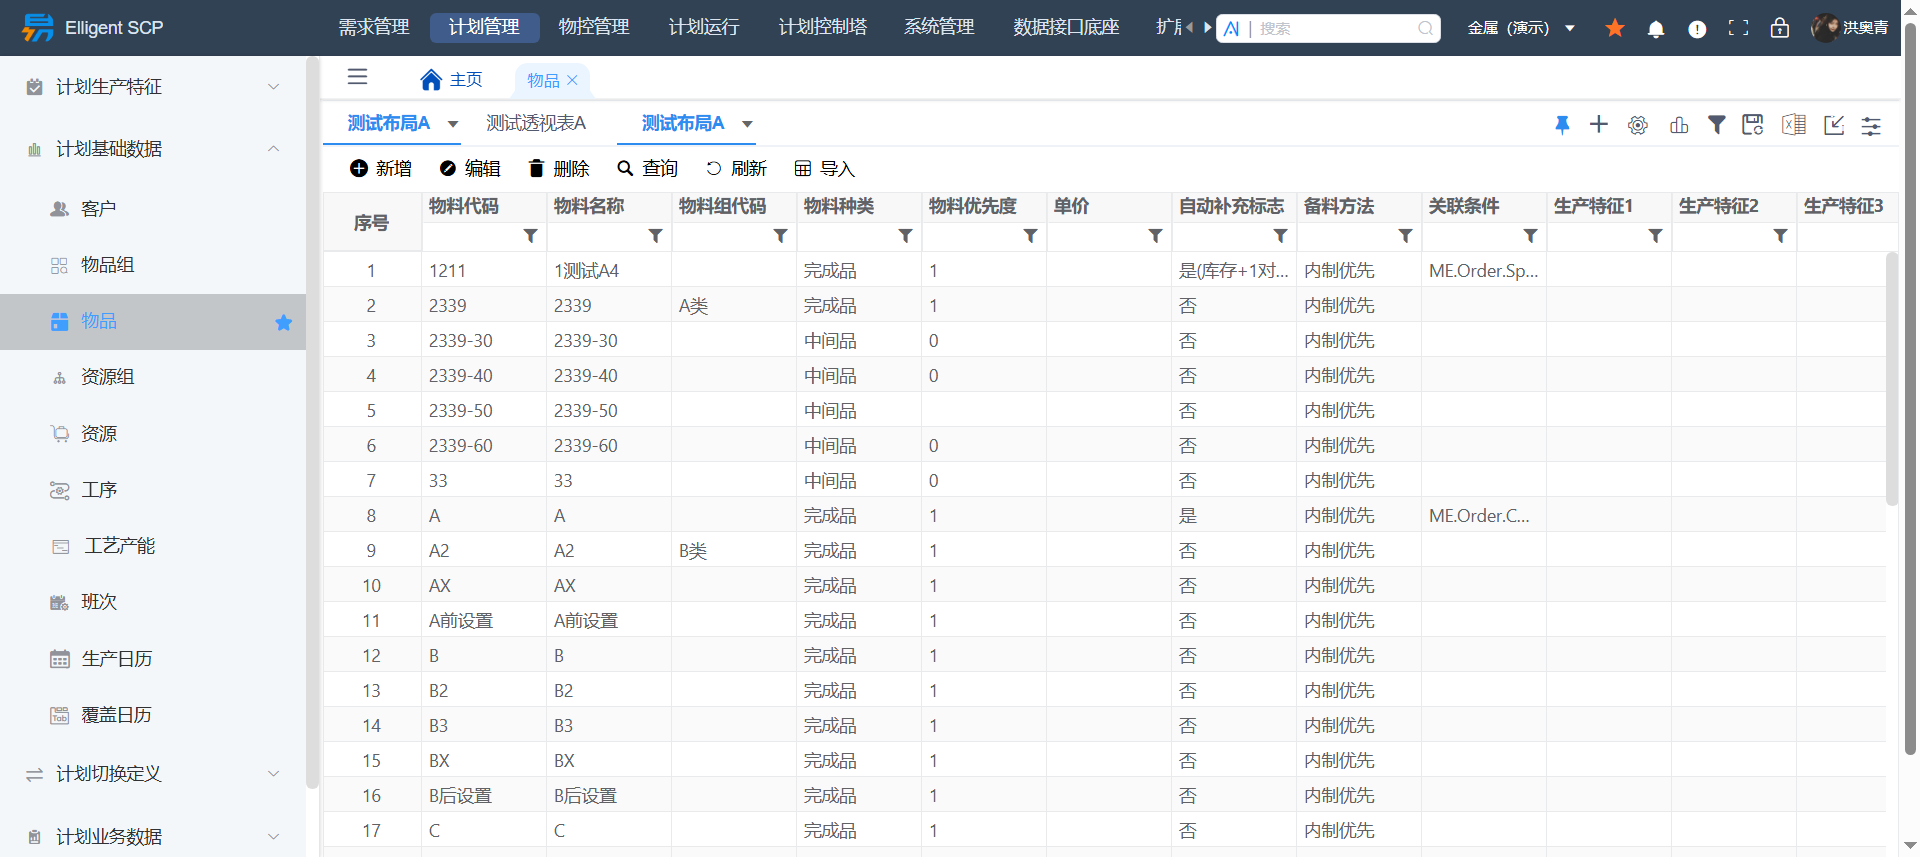 Elligent SCP
需求管理 计划管理 物控管理 计划运行 计划控制塔 系统管理 数据接口底座
搜索
金属（演示）
洪奥青
计划生产特征
计划基础数据
客户
物品组
物品
资源组
资源
工序
工艺产能
班次
生产日历
覆盖日历
计划切换定义
计划业务数据
主页 物品
测试布局A 测试透视表A 测试布局A
新增 编辑 删除 查询 刷新 导入
序号 物料代码 物料名称 物料组代码 物料种类 物料优先度 单价 自动补充标志 备料方法 关联条件 生产特征1 生产特征2 生产特征3
1 1211 1测试A4 完成品 1 是(库存+1对... 内制优先 ME.Order.Sp...
2 2339 2339 A类 完成品 1 否 内制优先
3 2339-30 2339-30 中间品 0 否 内制优先
4 2339-40 2339-40 中间品 0 否 内制优先
5 2339-50 2339-50 中间品 否 内制优先
6 2339-60 2339-60 中间品 0 否 内制优先
7 33 33 中间品 0 否 内制优先
8 A A 完成品 1 是 内制优先 ME.Order.C...
9 A2 A2 B类 完成品 1 否 内制优先
10 AX AX 完成品 1 否 内制优先
11 A前设置 A前设置 完成品 1 否 内制优先
12 B B 完成品 1 否 内制优先
13 B2 B2 完成品 1 否 内制优先
14 B3 B3 完成品 1 否 内制优先
15 BX BX 完成品 1 否 内制优先
16 B后设置 B后设置 完成品 1 否 内制优先
17 C C 完成品 1 否 内制优先